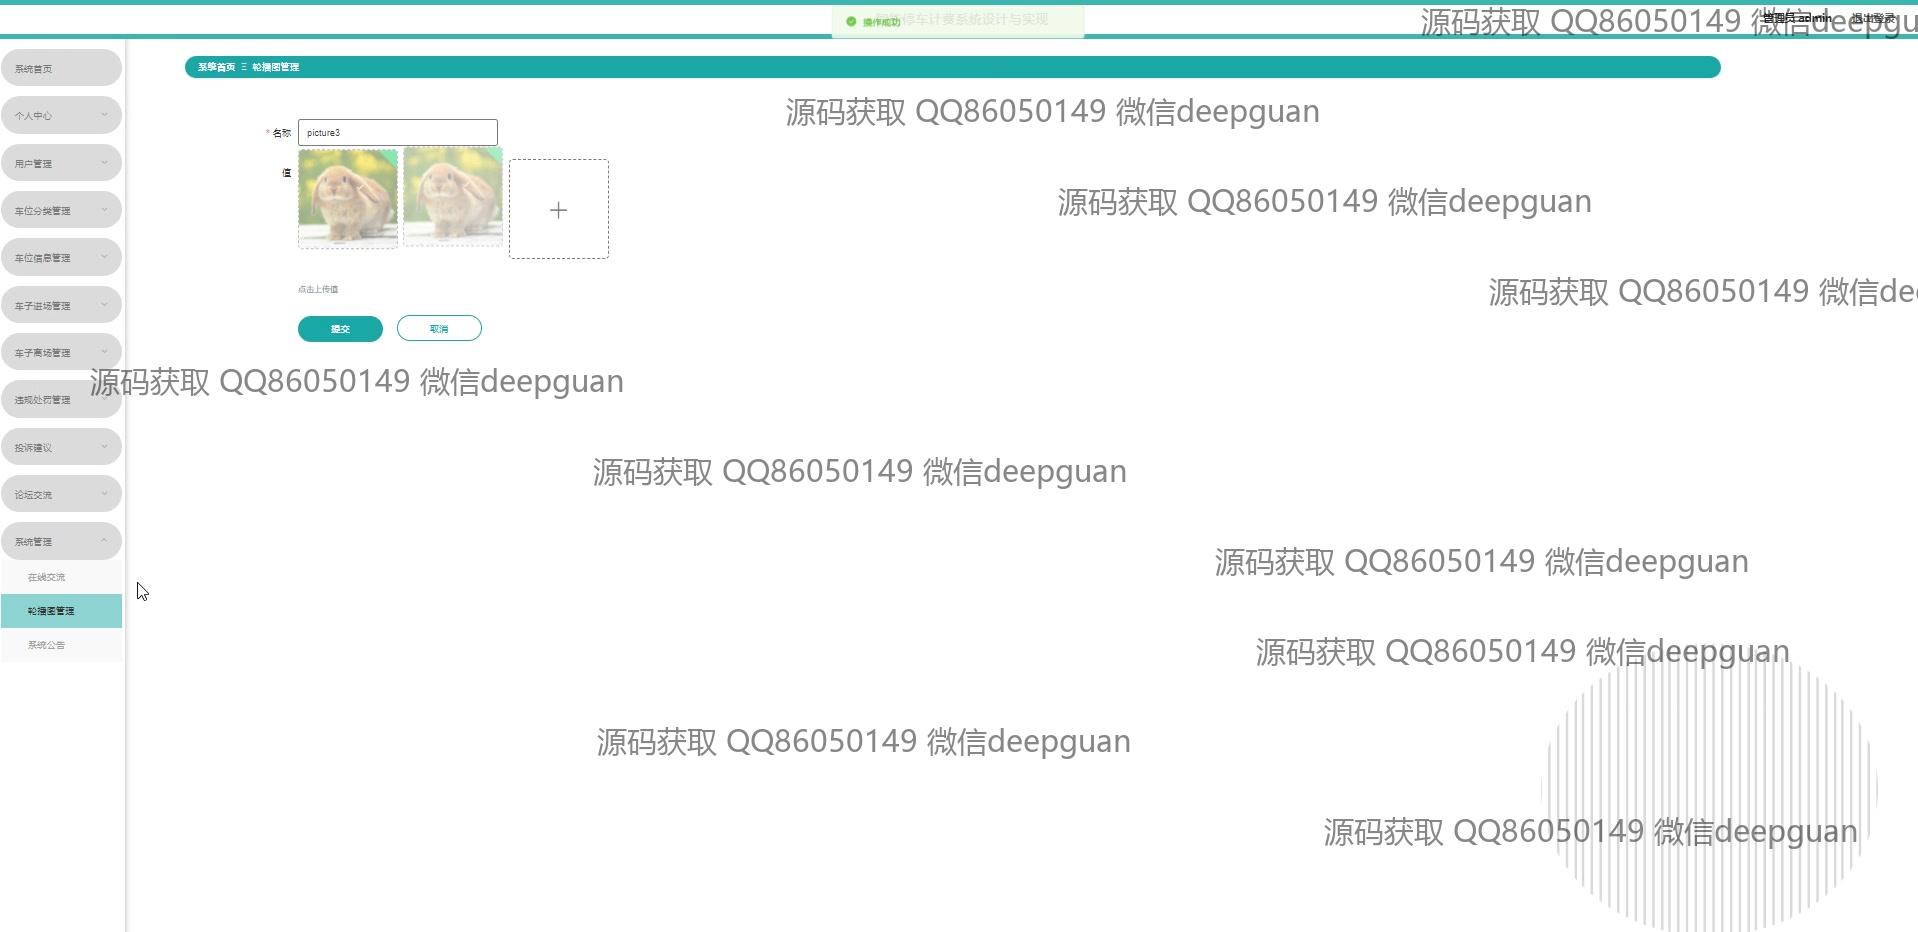 操作成功
停车计费系统设计与实现
管理员 admin
退出登录
源码获取 QQ86050149 微信deepgu
系统首页
系统首页 Ξ 轮播图管理
个人中心
源码获取 QQ86050149 微信deepguan
* 名称 picture3
用户管理
值
源码获取 QQ86050149 微信deepguan
车位分类管理
车位信息管理
点击上传值
源码获取 QQ86050149 微信dee
车子进场管理
提交
取消
车子离场管理
源码获取 QQ86050149 微信deepguan
违规处罚管理
投诉建议
源码获取 QQ86050149 微信deepguan
论坛交流
系统管理
源码获取 QQ86050149 微信deepguan
在线交流
轮播图管理
系统公告
源码获取 QQ86050149 微信deepguan
源码获取 QQ86050149 微信deepguan
源码获取 QQ86050149 微信deepguan